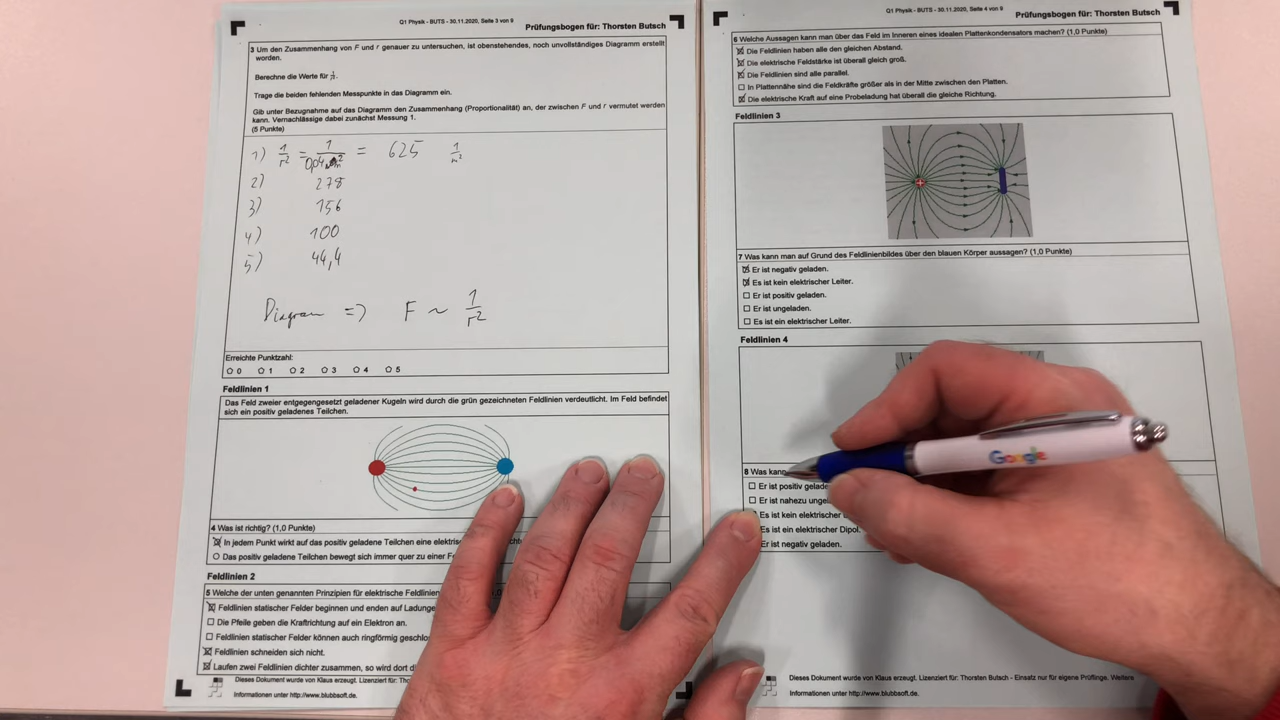 Q1 Physik - BUTS - 30.11.2020, Seite 3 von 9
Prüfungsbogen für: Thorsten Butsch
3 Um den Zusammenhang von F und r genauer zu untersuchen, ist obenstehendes, noch unvollständiges Diagramm erstellt
worden.
Berechne die Werte für 1/r².
Trage die beiden fehlenden Messpunkte in das Diagramm ein.
Gib unter Bezugnahme auf das Diagramm den Zusammenhang (Proportionalität) an, der zwischen F und r vermutet werden
kann. Vernachlässige dabei zunächst Messung 1.
(5 Punkte)
1) 1/r² = 1/0,04² = 625 1/m²
2) 278
3) 156
4) 100
5) 44,4
Diagram => F ~ 1/r²
Erreichte Punktzahl:
0 1 2 3 4 5
Feldlinien 1
Das Feld zweier entgegengesetzt geladener Kugeln wird durch die grün gezeichneten Feldlinien verdeutlicht. Im Feld befindet
sich ein positiv geladenes Teilchen.
4 Was ist richtig? (1,0 Punkte)
In jedem Punkt wirkt auf das positiv geladene Teilchen eine
Das positiv geladene Teilchen bewegt sich immer quer zu einer
Feldlinien 2
5 Welche der unten genannten Prinzipien für elektrische Feldlinien
Feldlinien statischer Felder beginnen und enden auf
Die Pfeile geben die Kraftrichtung auf ein Elektron an.
Feldlinien statischer Felder können auch ringförmig
Feldlinien schneiden sich nicht.
Laufen zwei Feldlinien dichter zusammen, so wird dort
Dieses Dokument wurde von Klaus erzeugt. Lizenziert für:
Informationen unter http://www.blubbsoft.de.
Q1 Physik - BUTS - 30.11.2020, Seite 4 von 9
Prüfungsbogen für: Thorsten Butsch
6 Welche Aussagen kann man über das Feld im Inneren eines idealen Plattenkondensators machen? (1,0 Punkte)
Die Feldlinien haben alle den gleichen Abstand.
Die elektrische Feldstärke ist überall gleich groß.
Die Feldlinien sind alle parallel.
In Plattennähe sind die Feldkräfte größer als in der Mitte zwischen den Platten.
Die elektrische Kraft auf eine Probeladung hat überall die gleiche Richtung.
Feldlinien 3
+
7 Was kann man auf Grund des Feldlinienbildes über den blauen Körper aussagen? (1,0 Punkte)
Er ist negativ geladen.
Es ist kein elektrischer Leiter.
Er ist positiv geladen.
Er ist ungeladen.
Es ist ein elektrischer Leiter.
Feldlinien 4
8 Was kann
Er ist positiv
Er ist nahezu
Es ist kein elektrischer
Es ist ein elektrischer Dipol.
Er ist negativ geladen.
Google
Dieses Dokument wurde von Klaus erzeugt. Lizenziert für: Thorsten Butsch - Einsatz nur für eigene Prüflinge. Weitere
Informationen unter http://www.blubbsoft.de.